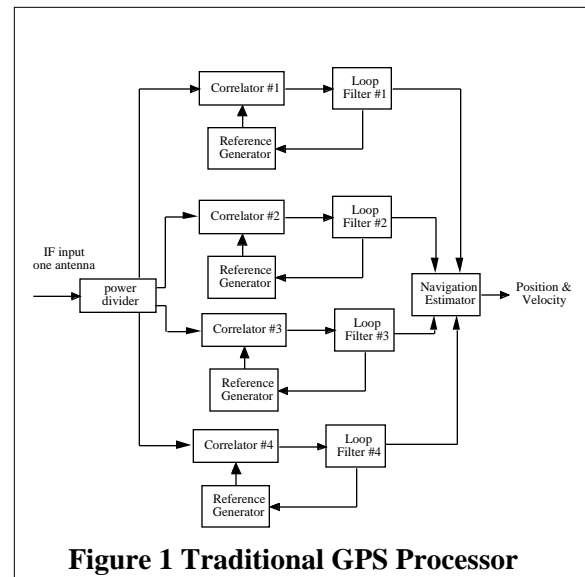 Correlator #1
Loop
Filter #1
Reference
Generator
Correlator #2
Loop
Filter #2
Reference
Generator
IF input
one antenna
power
divider
Navigation
Estimator
Position &
Velocity
Correlator #3
Loop
Filter #3
Reference
Generator
Correlator #4
Loop
Filter #4
Reference
Generator
Figure 1 Traditional GPS Processor